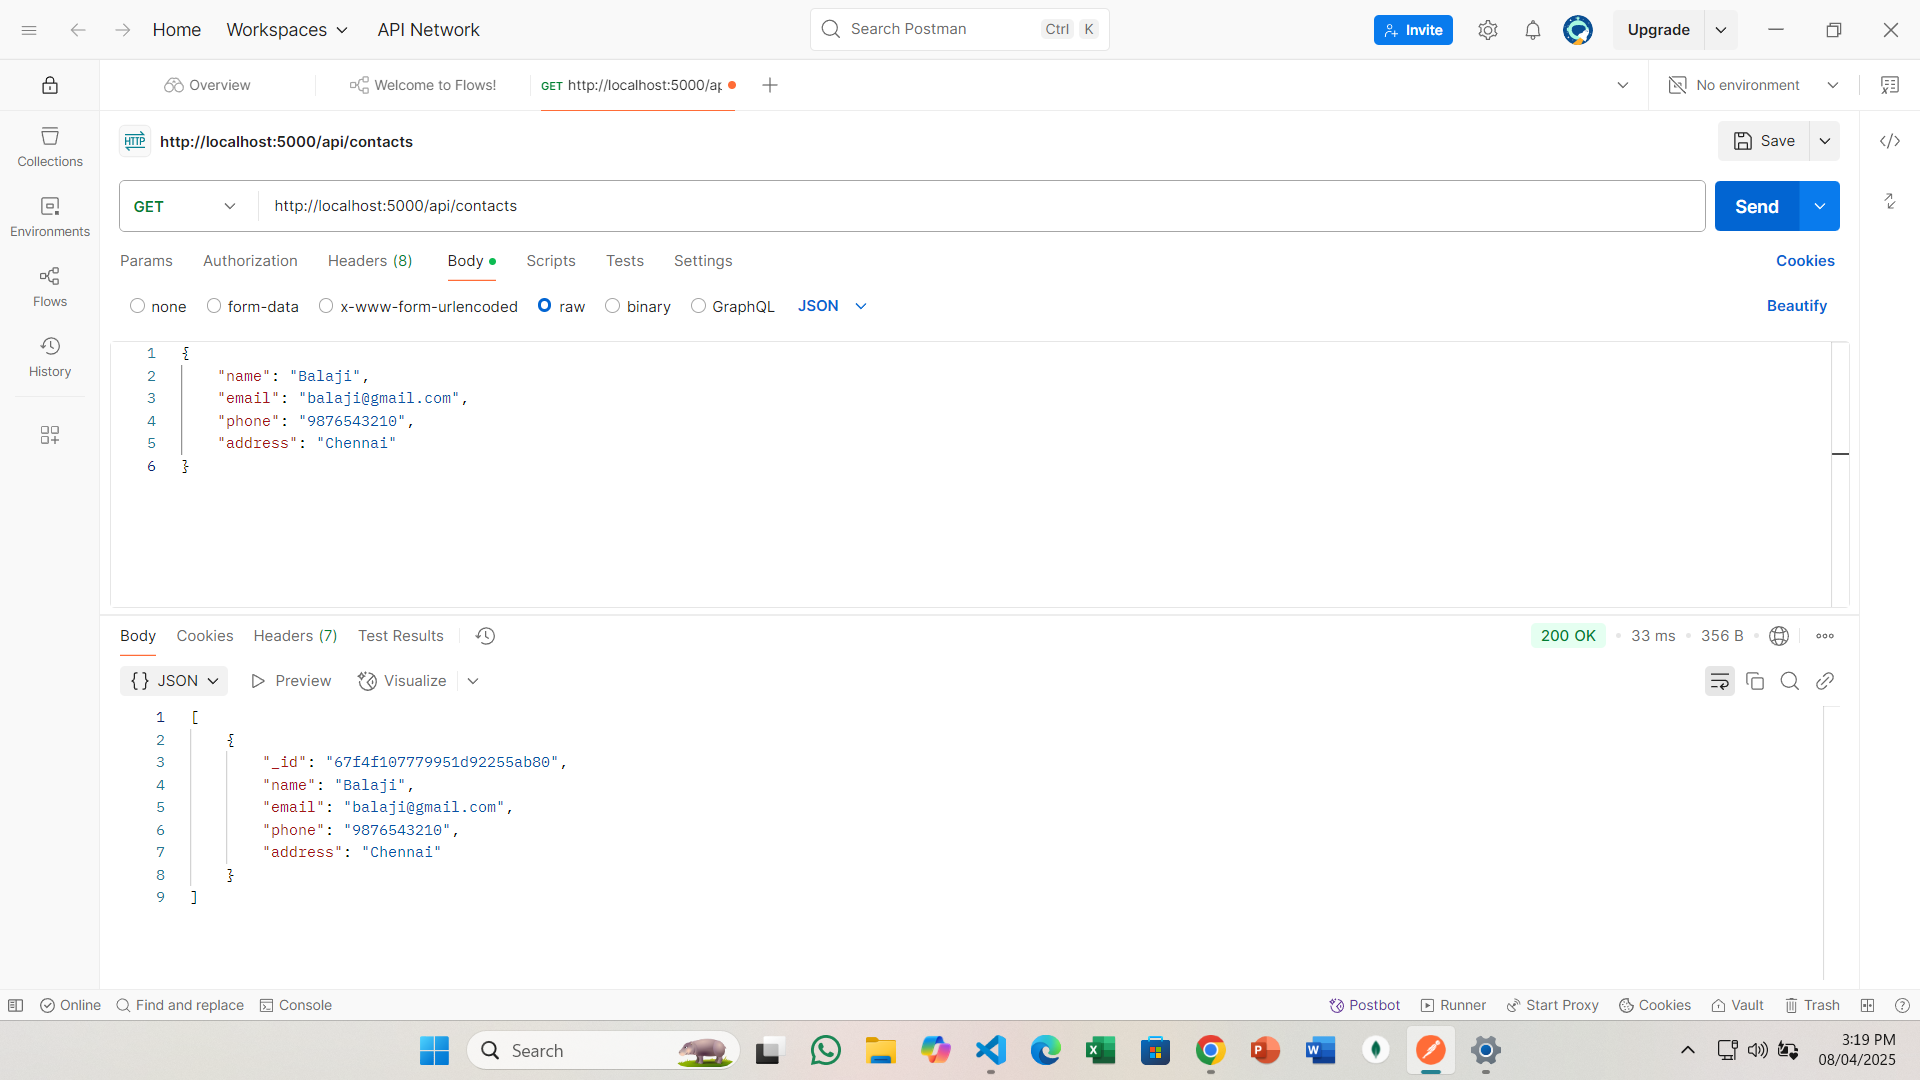 Home Workspaces API Network Search Postman Ctrl K Invite Upgrade
Overview Welcome to Flows! GET http://localhost:5000/ap No environment
HTTP http://localhost:5000/api/contacts Save
Collections
GET http://localhost:5000/api/contacts Send
Environments
Params Authorization Headers (8) Body Scripts Tests Settings Cookies
none form-data x-www-form-urlencoded raw binary GraphQL JSON Beautify
Flows
History
1 {
2 "name": "Balaji",
3 "email": "balaji@gmail.com",
4 "phone": "9876543210",
5 "address": "Chennai"
6 }
Body Cookies Headers (7) Test Results 200 OK 33 ms 356 B
{} JSON Preview Visualize
1 [
2 {
3 "_id": "67f4f107779951d92255ab80",
4 "name": "Balaji",
5 "email": "balaji@gmail.com",
6 "phone": "9876543210",
7 "address": "Chennai"
8 }
9 ]
Online Find and replace Console Postbot Runner Start Proxy Cookies Vault Trash
Search 3:19 PM
08/04/2025